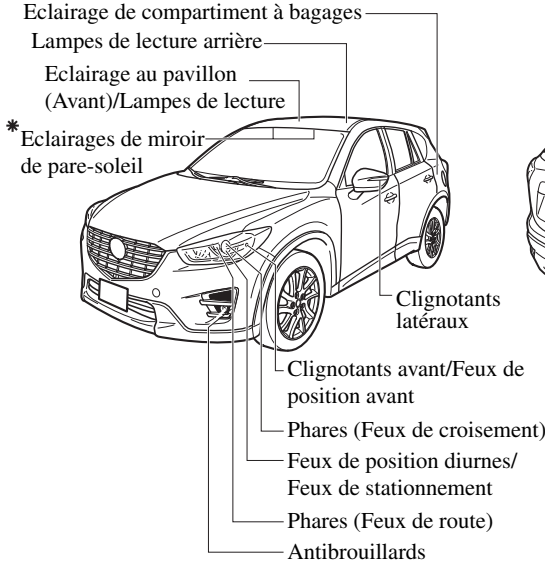 Eclairage de compartiment à bagages
Lampes de lecture arrière
Eclairage au pavillon
(Avant)/Lampes de lecture
*Eclairages de miroir
de pare-soleil
Clignotants
latéraux
Clignotants avant/Feux de
position avant
Phares (Feux de croisement)
Feux de position diurnes/
Feux de stationnement
Phares (Feux de route)
Antibrouillards